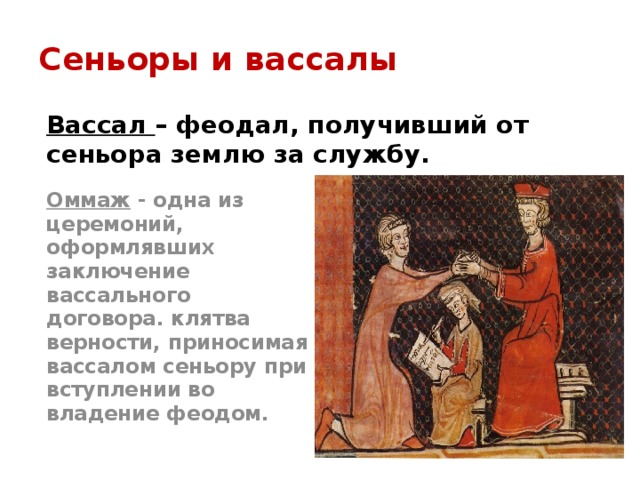 Сеньоры и вассалы
Вассал – феодал, получивший от
сеньора землю за службу.
Оммаж - одна из
церемоний,
оформлявших
заключение
вассального
договора. клятва
верности, приносимая
вассалом сеньору при
вступлении во
владение феодом.